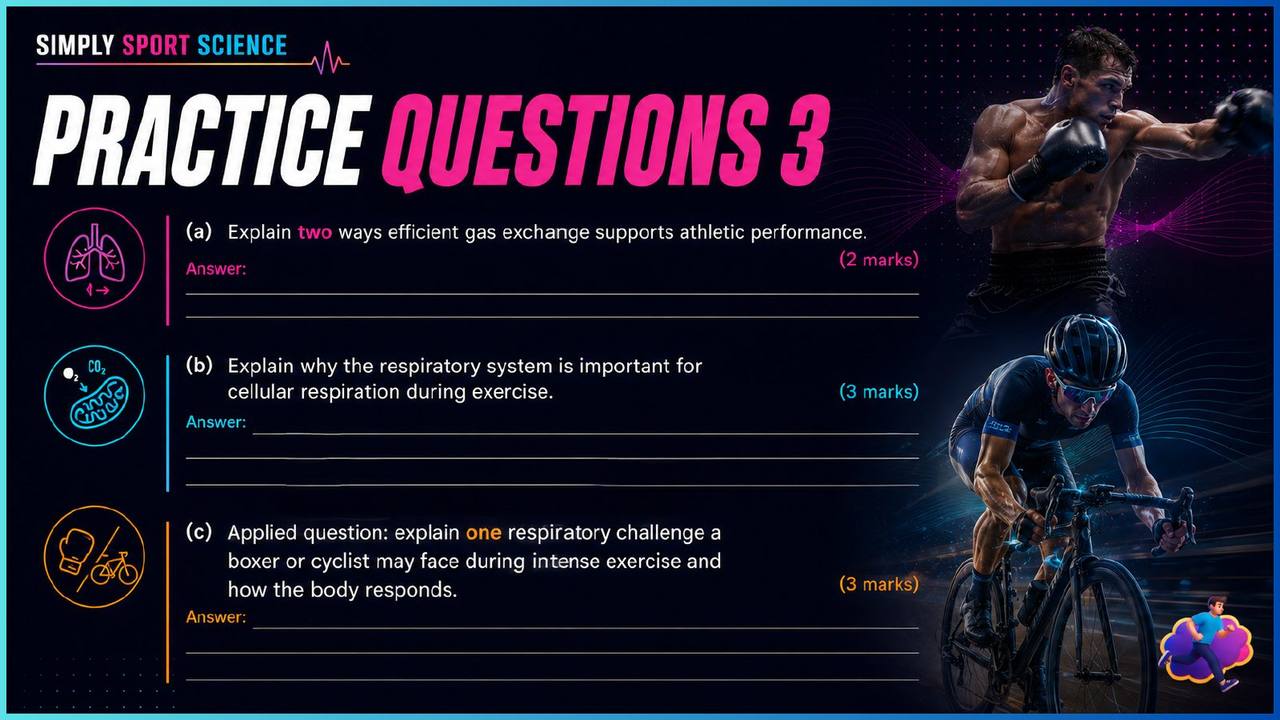 SIMPLY SPORT SCIENCE
PRACTICE QUESTIONS 3
(a) Explain two ways efficient gas exchange supports athletic performance.
(2 marks)
Answer:
CO₂
₂
(b) Explain why the respiratory system is important for
cellular respiration during exercise.
(3 marks)
Answer:
(c) Applied question: explain one respiratory challenge a
boxer or cyclist may face during intense exercise and
how the body responds.
(3 marks)
Answer: